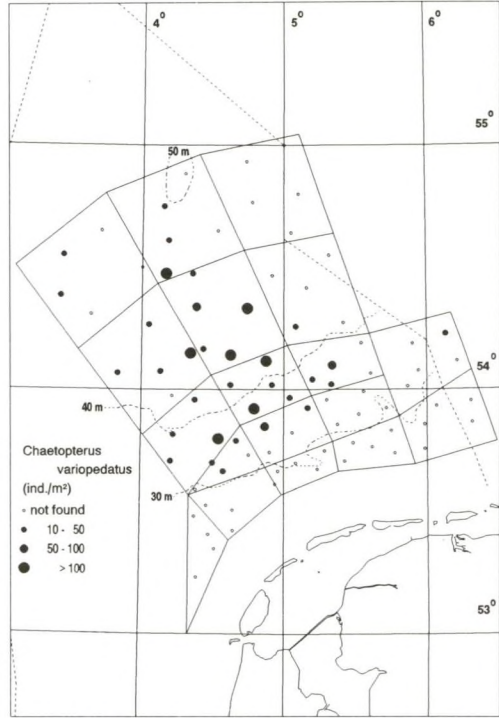 4°
5°
6°
50 m
55°
54°
40 m
Chaetopterus
variopedatus
(ind./m²)
30 m
not found
10 - 50
50 - 100
> 100
53°